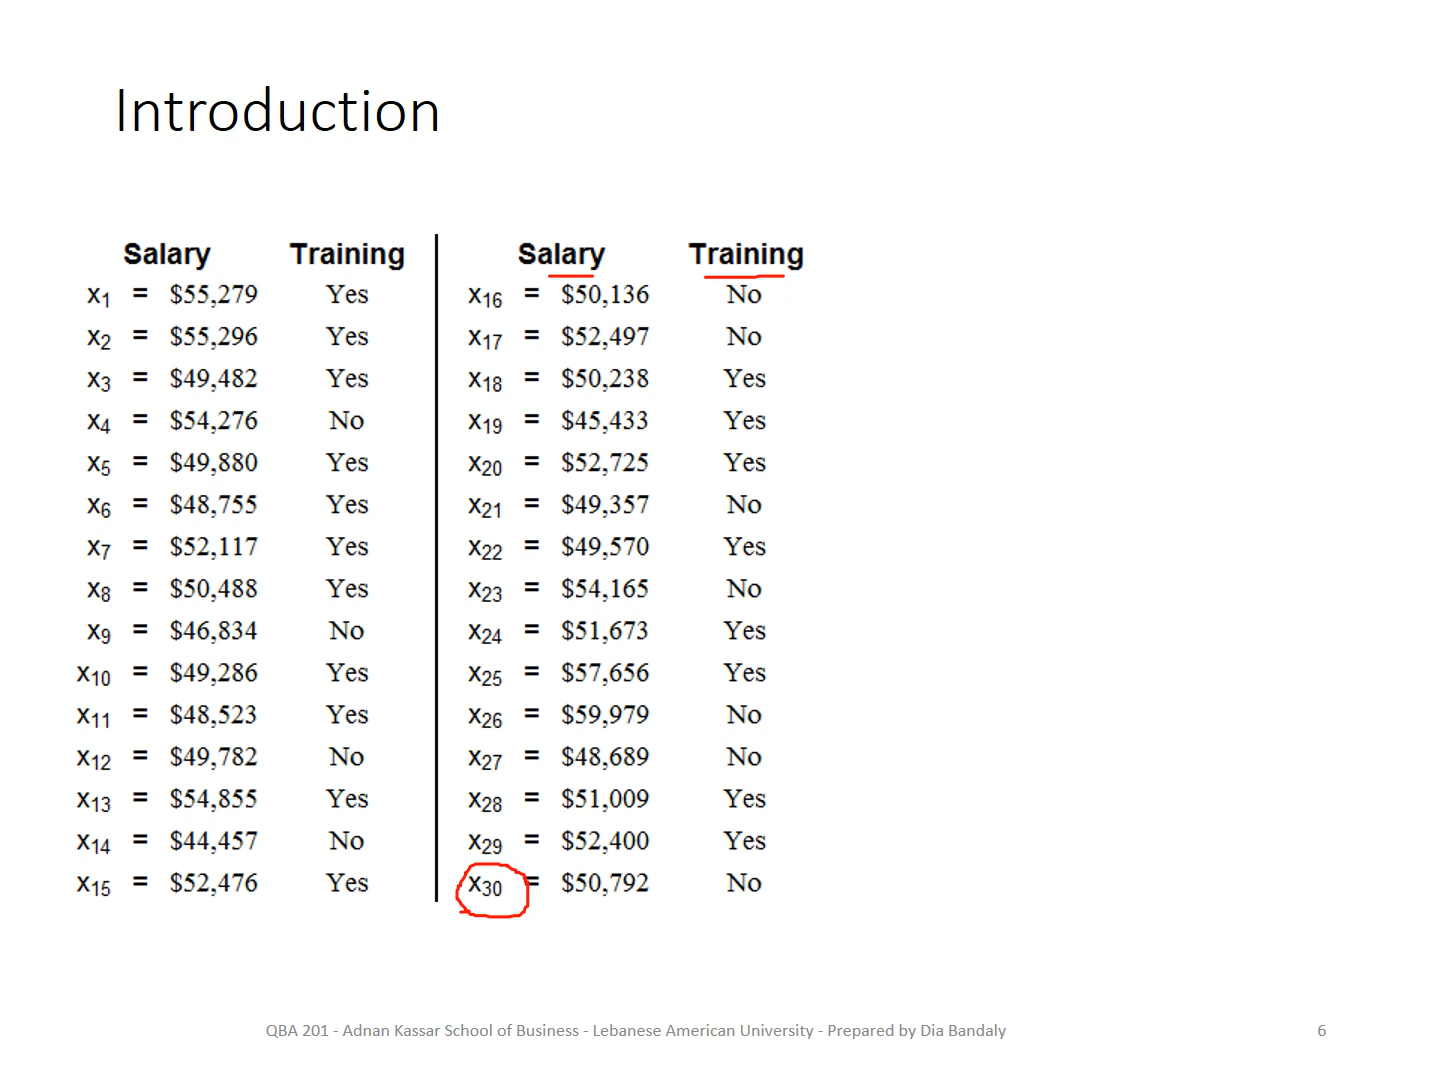 Introduction
Salary Training Salary Training
x1 = $55,279 Yes x16 = $50,136 No
x2 = $55,296 Yes x17 = $52,497 No
x3 = $49,482 Yes x18 = $50,238 Yes
x4 = $54,276 No x19 = $45,433 Yes
x5 = $49,880 Yes x20 = $52,725 Yes
x6 = $48,755 Yes x21 = $49,357 No
x7 = $52,117 Yes x22 = $49,570 Yes
x8 = $50,488 Yes x23 = $54,165 No
x9 = $46,834 No x24 = $51,673 Yes
x10 = $49,286 Yes x25 = $57,656 Yes
x11 = $48,523 Yes x26 = $59,979 No
x12 = $49,782 No x27 = $48,689 No
x13 = $54,855 Yes x28 = $51,009 Yes
x14 = $44,457 No x29 = $52,400 Yes
x15 = $52,476 Yes x30 = $50,792 No
QBA 201 - Adnan Kassar School of Business - Lebanese American University - Prepared by Dia Bandaly 6